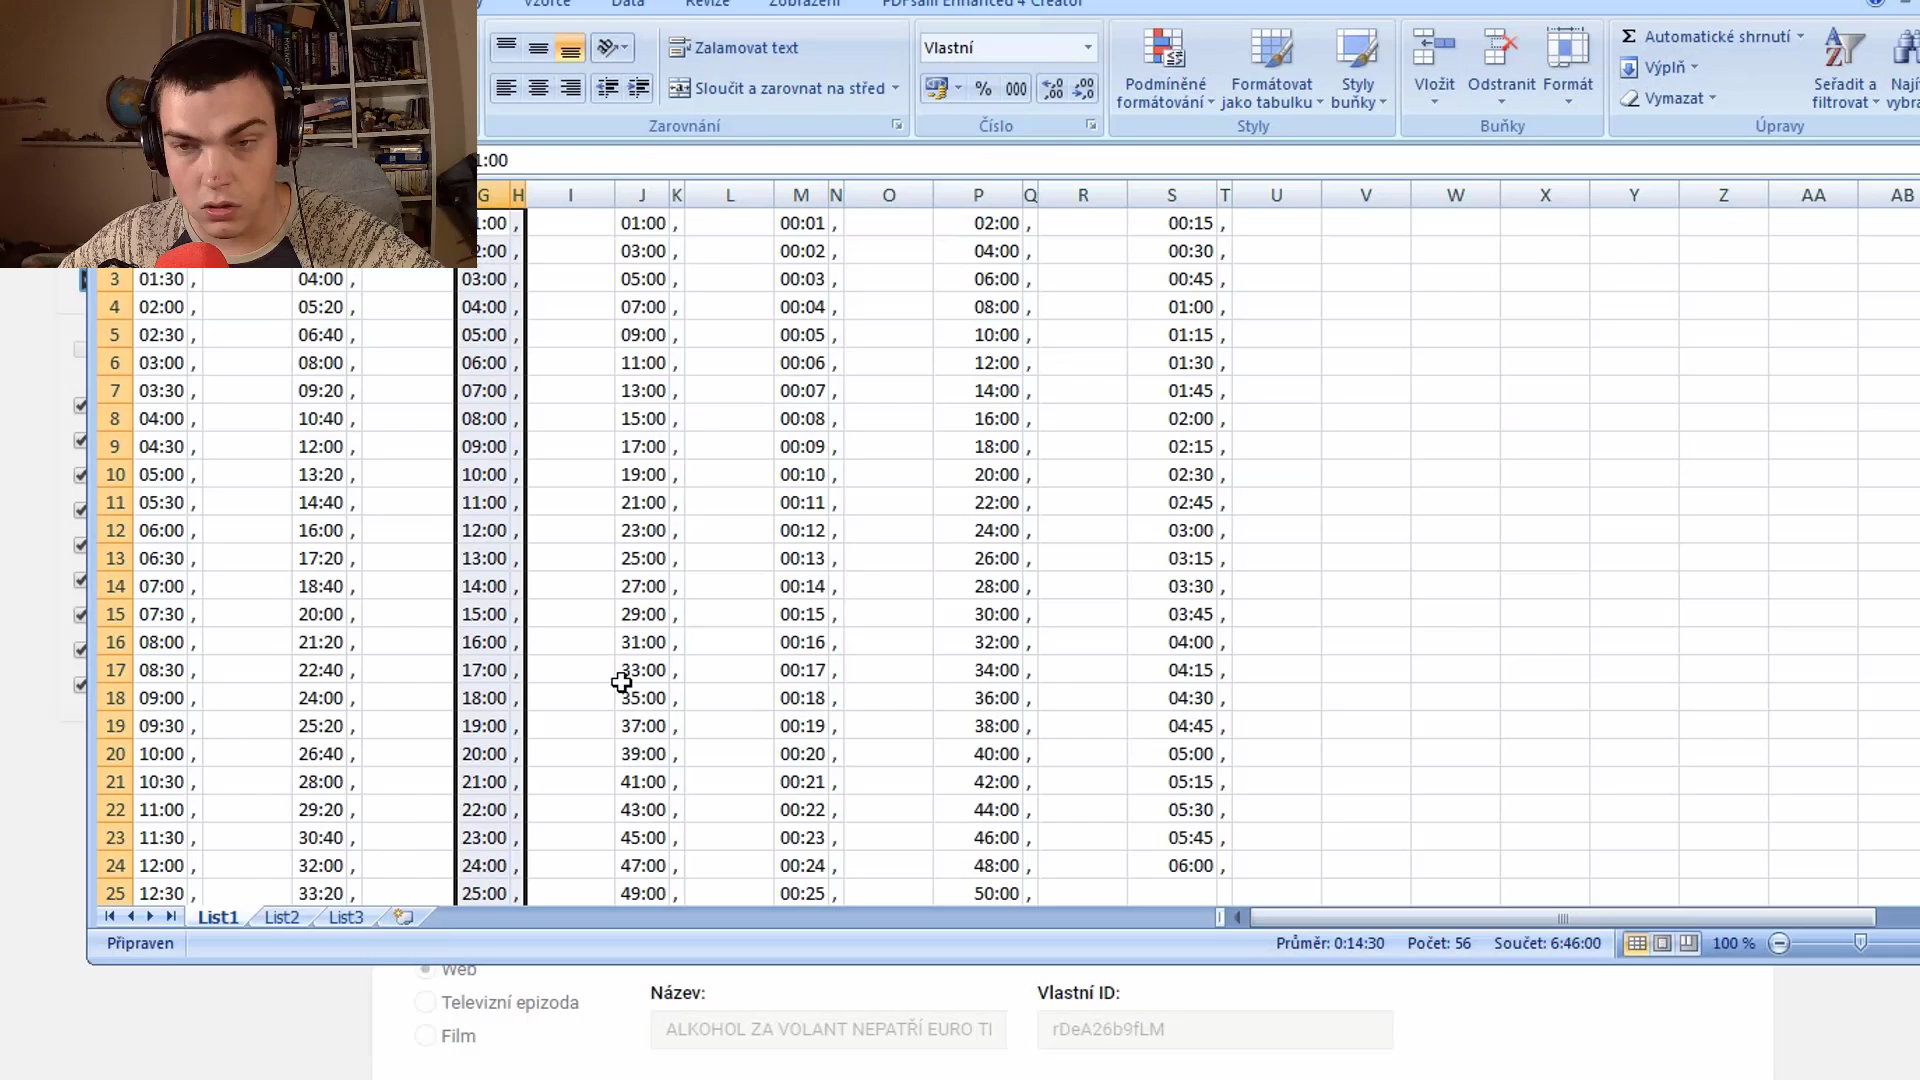 Vzorce Data Revize Zobrazení PDFsam Enhanced 4 Creator
Zalamovat text
Vlastní
Sloučit a zarovnat na střed
% 000
Podmíněné formátování
Formátovat jako tabulku
Styly buňky
Vložit
Odstranit
Formát
Σ Automatické shrnutí
Výplň
Vymazat
Seřadit a filtrovat
Zarovnání Číslo Styly Buňky Úpravy
1:00
G H I J K L M N O P Q R S T U V W X Y Z AA AB
1:00 , 01:00 , 00:01 , 02:00 , 00:15 ,
2:00 , 03:00 , 00:02 , 04:00 , 00:30 ,
3 01:30 , 04:00 , 03:00 , 05:00 , 00:03 , 06:00 , 00:45 ,
4 02:00 , 05:20 , 04:00 , 07:00 , 00:04 , 08:00 , 01:00 ,
5 02:30 , 06:40 , 05:00 , 09:00 , 00:05 , 10:00 , 01:15 ,
6 03:00 , 08:00 , 06:00 , 11:00 , 00:06 , 12:00 , 01:30 ,
7 03:30 , 09:20 , 07:00 , 13:00 , 00:07 , 14:00 , 01:45 ,
8 04:00 , 10:40 , 08:00 , 15:00 , 00:08 , 16:00 , 02:00 ,
9 04:30 , 12:00 , 09:00 , 17:00 , 00:09 , 18:00 , 02:15 ,
10 05:00 , 13:20 , 10:00 , 19:00 , 00:10 , 20:00 , 02:30 ,
11 05:30 , 14:40 , 11:00 , 21:00 , 00:11 , 22:00 , 02:45 ,
12 06:00 , 16:00 , 12:00 , 23:00 , 00:12 , 24:00 , 03:00 ,
13 06:30 , 17:20 , 13:00 , 25:00 , 00:13 , 26:00 , 03:15 ,
14 07:00 , 18:40 , 14:00 , 27:00 , 00:14 , 28:00 , 03:30 ,
15 07:30 , 20:00 , 15:00 , 29:00 , 00:15 , 30:00 , 03:45 ,
16 08:00 , 21:20 , 16:00 , 31:00 , 00:16 , 32:00 , 04:00 ,
17 08:30 , 22:40 , 17:00 , 33:00 , 00:17 , 34:00 , 04:15 ,
18 09:00 , 24:00 , 18:00 , 35:00 , 00:18 , 36:00 , 04:30 ,
19 09:30 , 25:20 , 19:00 , 37:00 , 00:19 , 38:00 , 04:45 ,
20 10:00 , 26:40 , 20:00 , 39:00 , 00:20 , 40:00 , 05:00 ,
21 10:30 , 28:00 , 21:00 , 41:00 , 00:21 , 42:00 , 05:15 ,
22 11:00 , 29:20 , 22:00 , 43:00 , 00:22 , 44:00 , 05:30 ,
23 11:30 , 30:40 , 23:00 , 45:00 , 00:23 , 46:00 , 05:45 ,
24 12:00 , 32:00 , 24:00 , 47:00 , 00:24 , 48:00 , 06:00 ,
25 12:30 , 33:20 , 25:00 , 49:00 , 00:25 , 50:00 ,
List1 List2 List3
Připraven Průměr: 0:14:30 Počet: 56 Součet: 6:46:00 100 %
Web
Televizní epizoda
Film
Název:
ALKOHOL ZA VOLANT NEPATŘÍ EURO TI
Vlastní ID:
rDeA26b9fLM